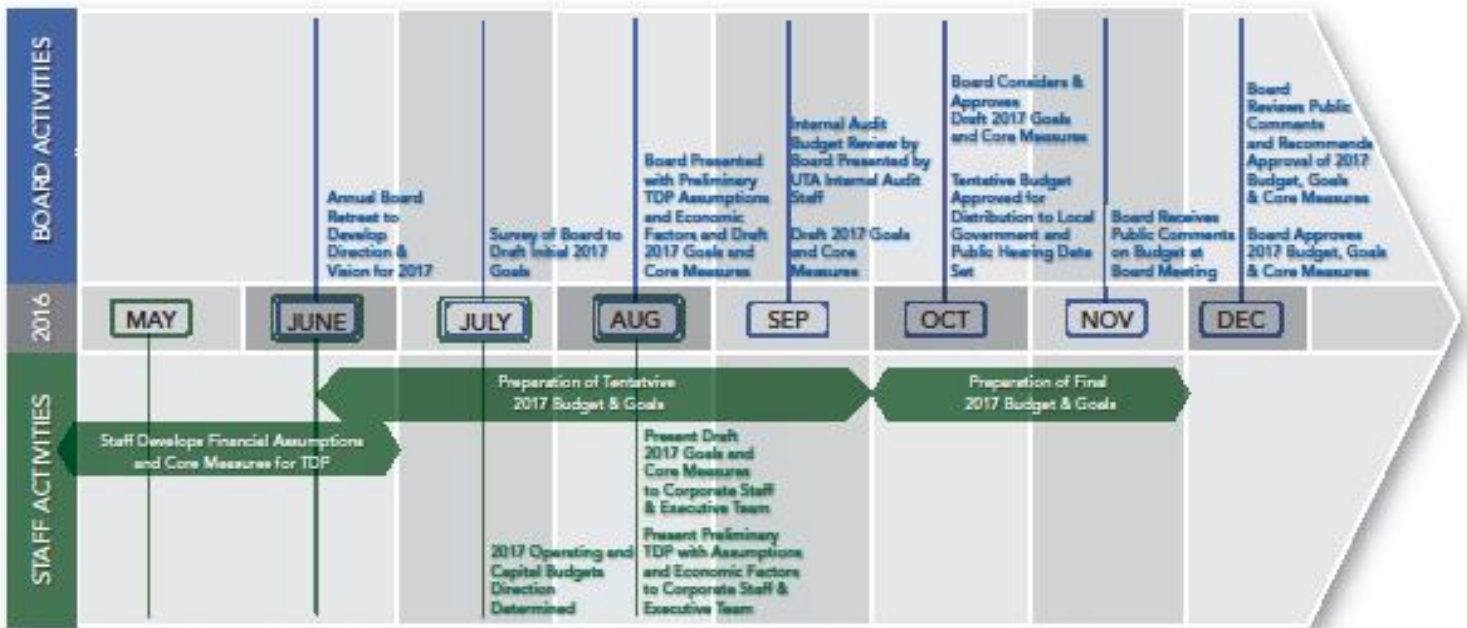 BOARD ACTIVITIES
Annual Board
Retreat to
Develop
Direction &
Vision for 2017
Survey of Board to
Draft Initial 2017
Goals
Board Presented
with Preliminary
TDP Assumptions
and Economic
Factors and Draft
2017 Goals and
Core Measures
Internal Audit
Budget Review by
Board Presented by
UTA Internal Audit
Staff
Draft 2017 Goals
and Core
Measures
Board Considers &
Approves
Draft 2017 Goals
and Core Measures
Tentative Budget
Approved for
Distribution to Local
Government and
Public Hearing Date
Set
Board Receives
Public Comments
on Budget at
Board Meeting
Board
Reviews Public
Comments
and Recommends
Approval of 2017
Budget, Goals
& Core Measures
Board Approves
2017 Budget, Goals
& Core Measures
2016
MAY
JUNE
JULY
AUG
SEP
OCT
NOV
DEC
STAFF ACTIVITIES
Preparation of Tentatvive
2017 Budget & Goals
Preparation of Final
2017 Budget & Goals
Staff Develops Financial Assumptions
and Core Measures for TDP
2017 Operating and
Capital Budgets
Direction
Determined
Present Draft
2017 Goals and
Core Measures
to Corporate Staff
& Executive Team
Present Preliminary
TDP with Assumptions
and Economic Factors
to Corporate Staff &
Executive Team